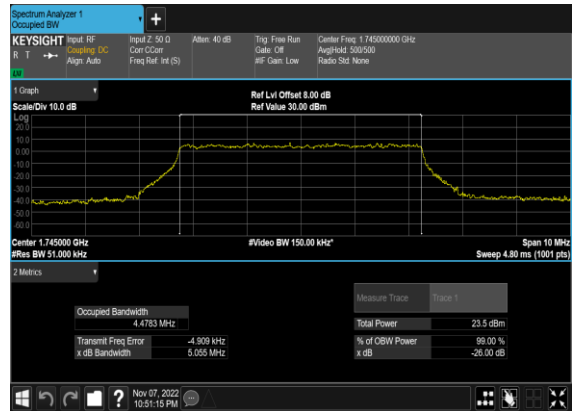 Spectrum Analyzer 1
Occupied BW
KEYSIGHT Input: RF Input Z: 50 Ω Atten: 40 dB Trig: Free Run Center Freq: 1.745000000 GHz
R T Coupling: DC Corr CCorr Gate: Off Avg|Hold: 500/500
Align: Auto Freq Ref: Int (S) #IF Gain: Low Radio Std: None
LW
1 Graph
Ref Lvl Offset 8.00 dB
Scale/Div 10.0 dB Ref Value 30.00 dBm
Log
20.0
10.0
0.00
-10.0
-20.0
-30.0
-40.0
-50.0
-60.0
Center 1.745000 GHz #Video BW 150.00 kHz* Span 10 MHz
#Res BW 51.000 kHz Sweep 4.80 ms (1001 pts)
2 Metrics
Measure Trace Trace 1
Occupied Bandwidth
4.4783 MHz Total Power 23.5 dBm
Transmit Freq Error -4.909 kHz % of OBW Power 99.00 %
x dB Bandwidth 5.055 MHz x dB -26.00 dB
? Nov 07, 2022
10:51:15 PM